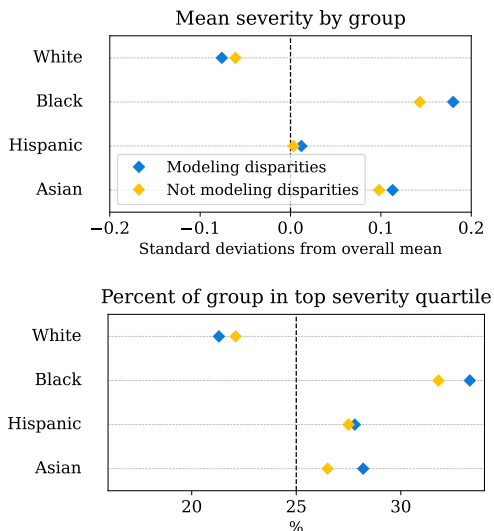 Mean severity by group
White
Black
Hispanic
Asian
Modeling disparities
Not modeling disparities
−0.2 −0.1 0.0 0.1 0.2
Standard deviations from overall mean
Percent of group in top severity quartile
White
Black
Hispanic
Asian
20 25 30
%